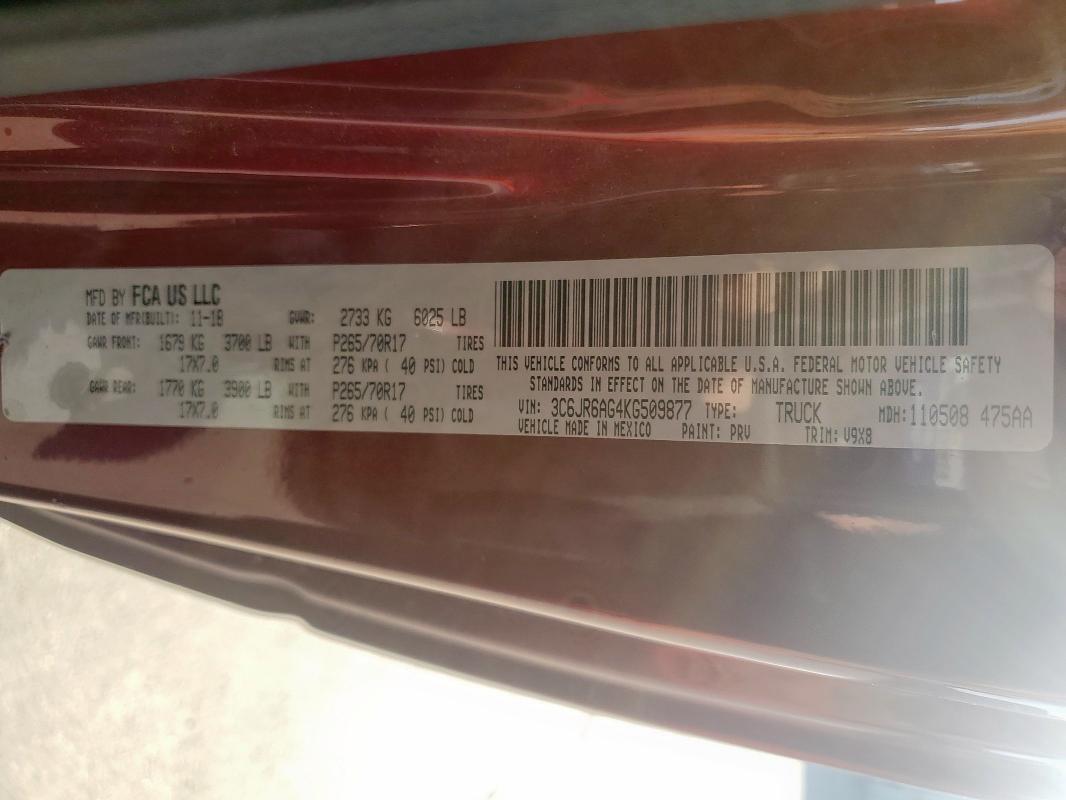 MFD BY FCA US LLC
DATE OF MFR(BUILT): 11-18 GVWR: 2733 KG 6025 LB
GAWR FRONT: 1679 KG 3700 LB WITH P265/70R17 TIRES
17X7.0 RIMS AT 276 KPA ( 40 PSI) COLD
GAWR REAR: 1770 KG 3900 LB WITH P265/70R17 TIRES
17X7.0 RIMS AT 276 KPA ( 40 PSI) COLD
THIS VEHICLE CONFORMS TO ALL APPLICABLE U.S.A. FEDERAL MOTOR VEHICLE SAFETY
STANDARDS IN EFFECT ON THE DATE OF MANUFACTURE SHOWN ABOVE.
VIN: 3C6JR6AG4KG509877 TYPE: TRUCK MDH:110508 475AA
VEHICLE MADE IN MEXICO PAINT: PRV TRIM: V9X8